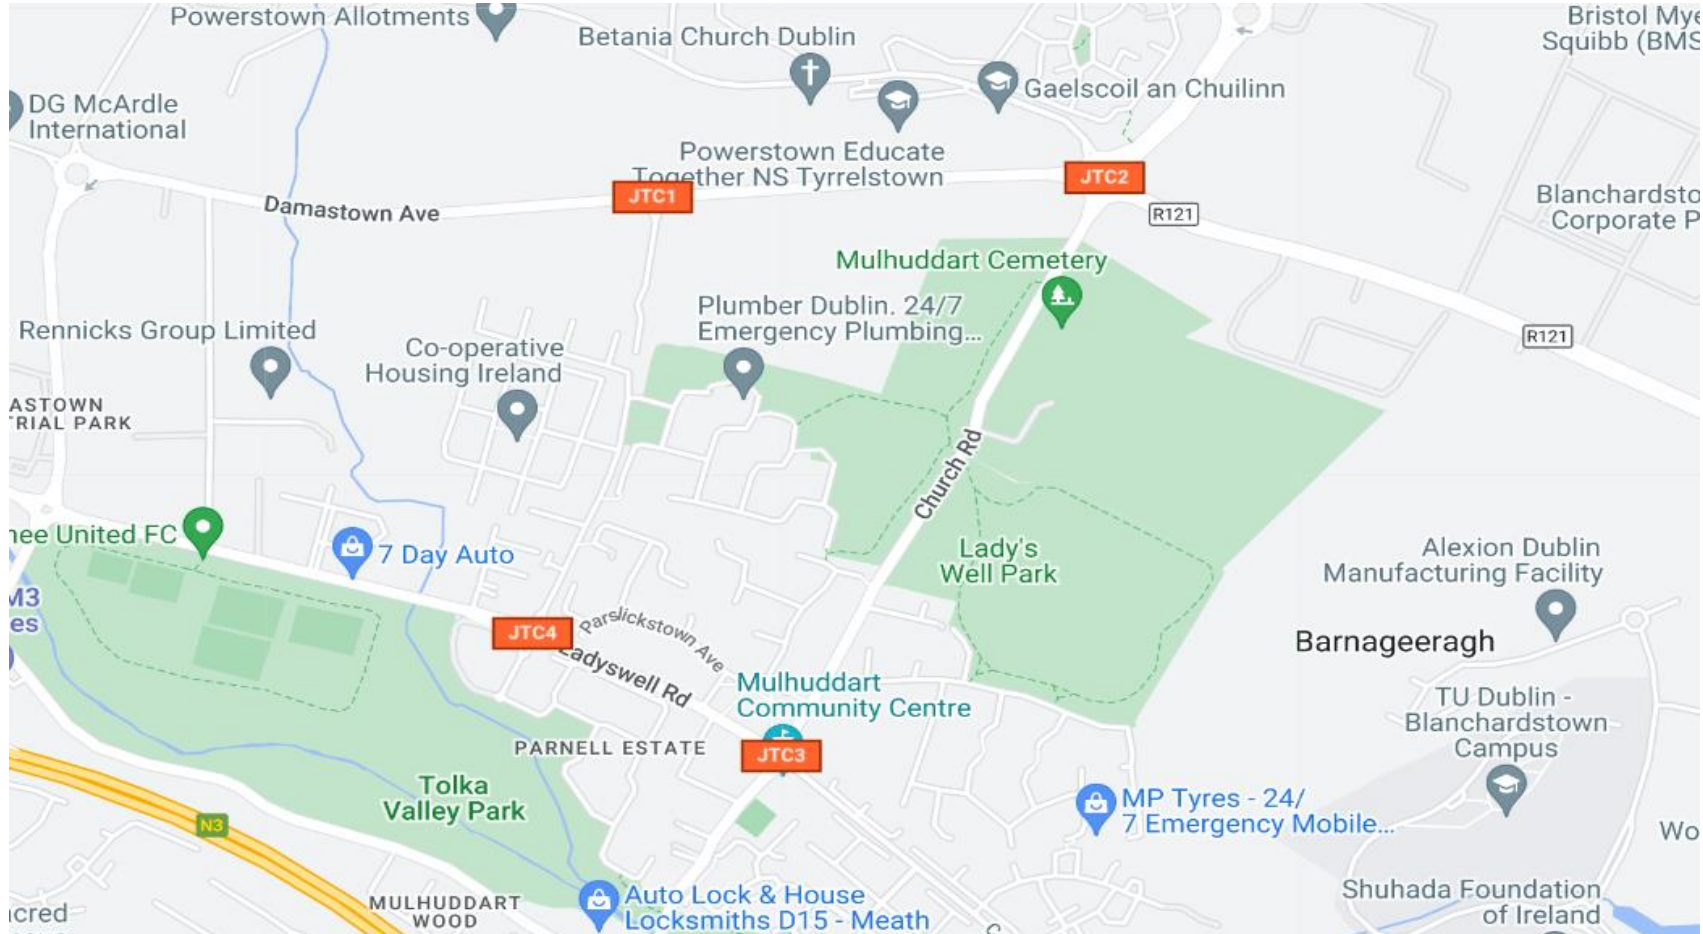 Powerstown Allotments
Betania Church Dublin
Bristol Mye
Squibb (BMS
DG McArdle
International
Gaelscoil an Chuilinn
Powerstown Educate
Together NS Tyrrelstown
JTC1
JTC2
Damastown Ave
R121
Blanchardsto
Corporate P
Mulhuddart Cemetery
Plumber Dublin. 24/7
Emergency Plumbing...
Rennicks Group Limited
Co-operative
Housing Ireland
R121
ASTOWN
TRIAL PARK
Church Rd
nee United FC
7 Day Auto
Lady's
Well Park
Alexion Dublin
Manufacturing Facility
M3
es
JTC4
Parslickstown Ave
Ladyswell Rd
Barnageeragh
Mulhuddart
Community Centre
TU Dublin -
Blanchardstown
Campus
PARNELL ESTATE
JTC3
Tolka
Valley Park
MP Tyres - 24/
7 Emergency Mobile...
N3
Wo
MULHUDDART
WOOD
Auto Lock & House
Locksmiths D15 - Meath
Shuhada Foundation
of Ireland
acred